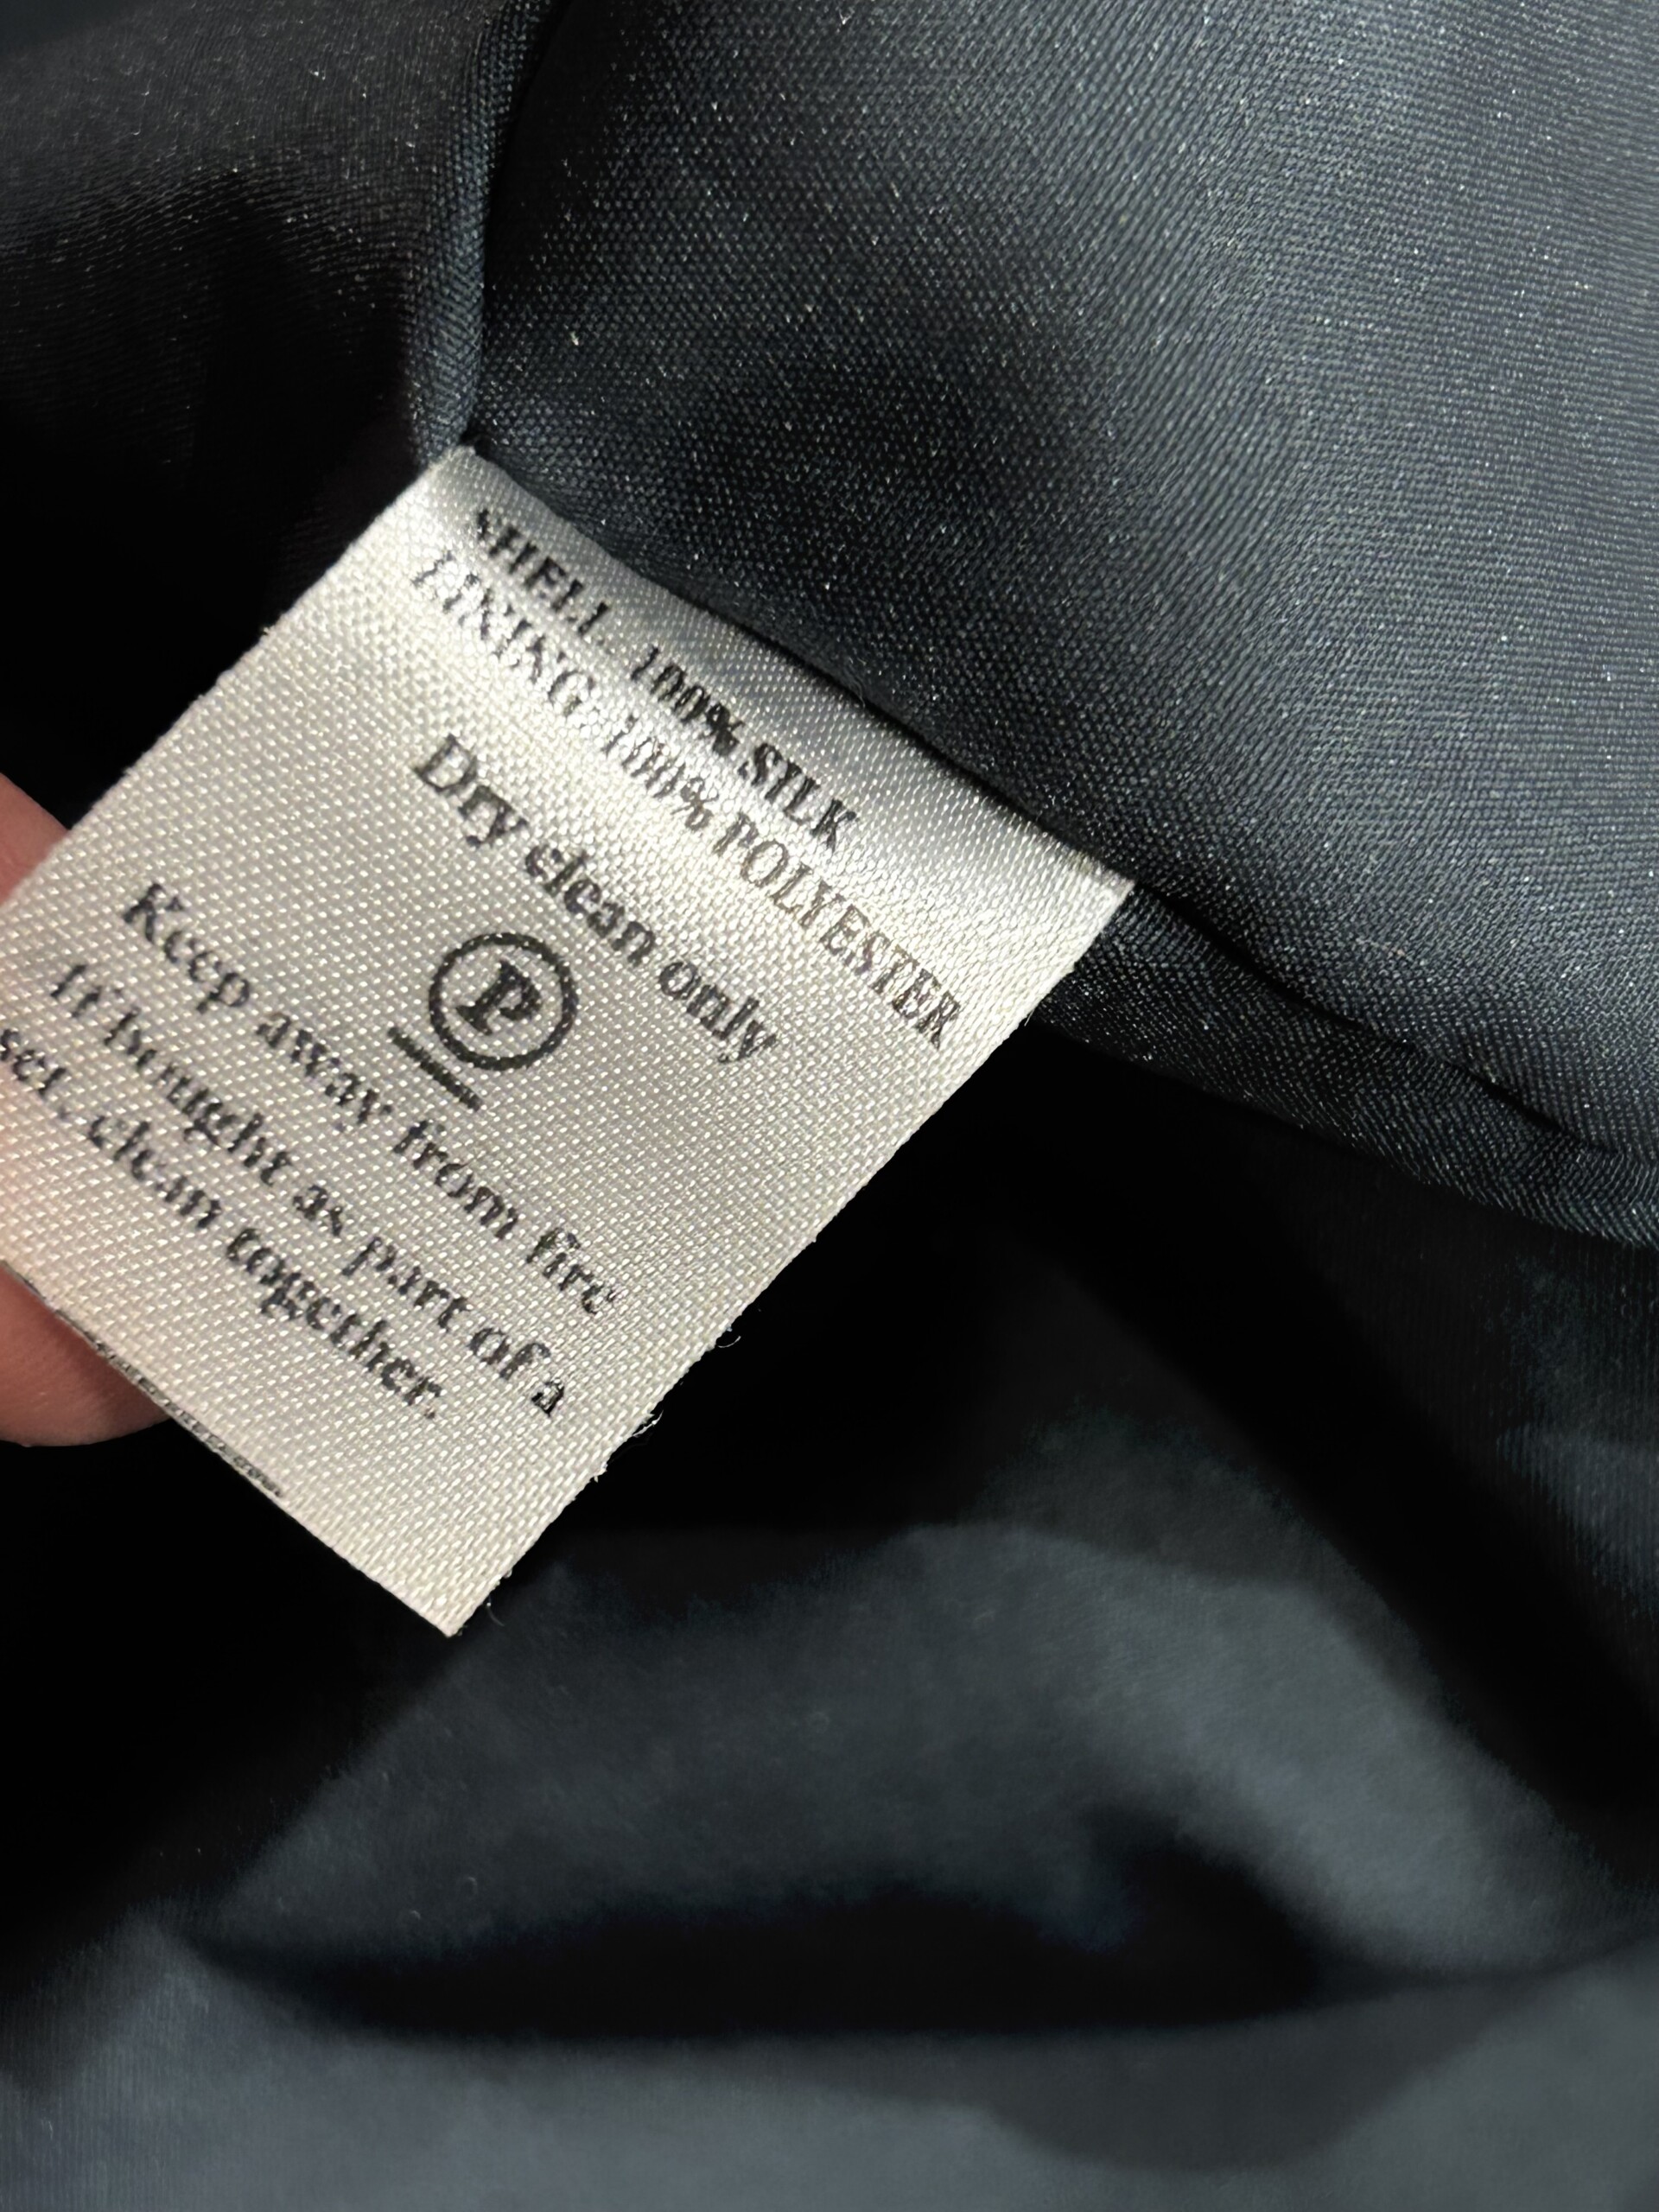 SHELL: 100% SILK
LINING: 100% POLYESTER
Dry clean only
P
Keep away from fire
If bought as part of a
set, clean together.